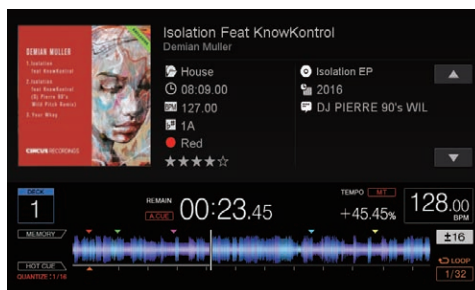 Isolation Feat KnowKontrol
Demian Muller
DEMIAN MULLER
1.Isolation
feat KnowKontrol
2.Isolation
feat KnowKontrol
(Dj Pierre 90's
Wild Pitch Remix)
3.Your Whay
CIRCUS RECORDINGS
House
08:09.00
BPM 127.00
1A
Red
★★★★☆
Isolation EP
2016
DJ PIERRE 90's WIL
DECK
1
REMAIN
A.CUE
00:23.45
TEMPO MT
+45.45%
128.00
BPM
MEMORY
±16
HOT CUE
LOOP
QUANTIZE : 1/16
1/32